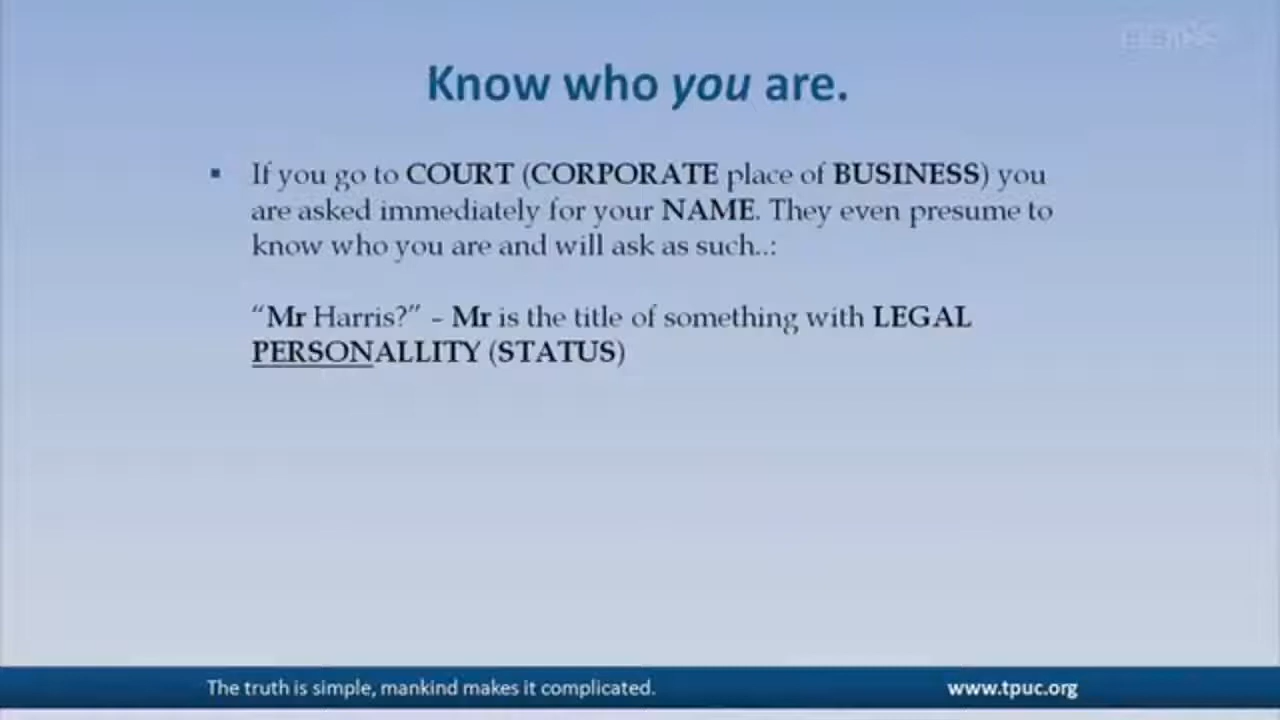 Know who you are.
▪ If you go to COURT (CORPORATE place of BUSINESS) you
are asked immediately for your NAME. They even presume to
know who you are and will ask as such..:
“Mr Harris?” – Mr is the title of something with LEGAL
PERSONALLITY (STATUS)
The truth is simple, mankind makes it complicated.
www.tpuc.org